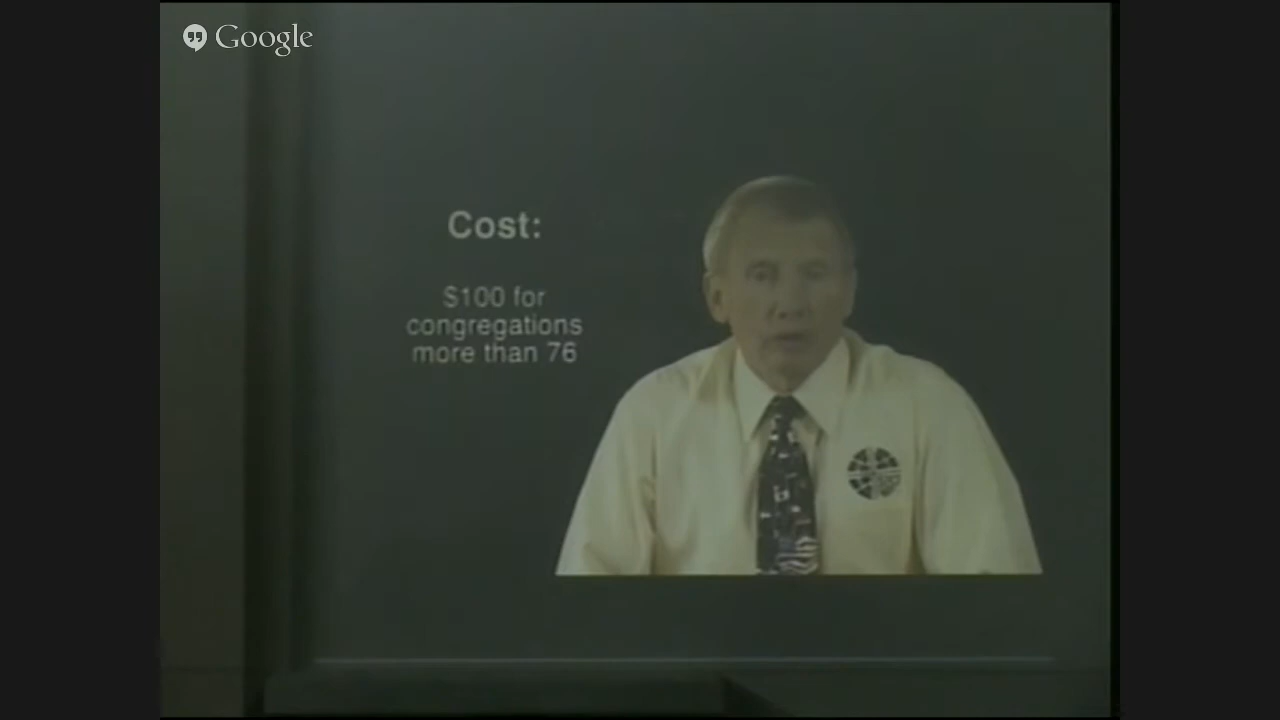 Google
Cost:
$100 for
congregations
more than 76